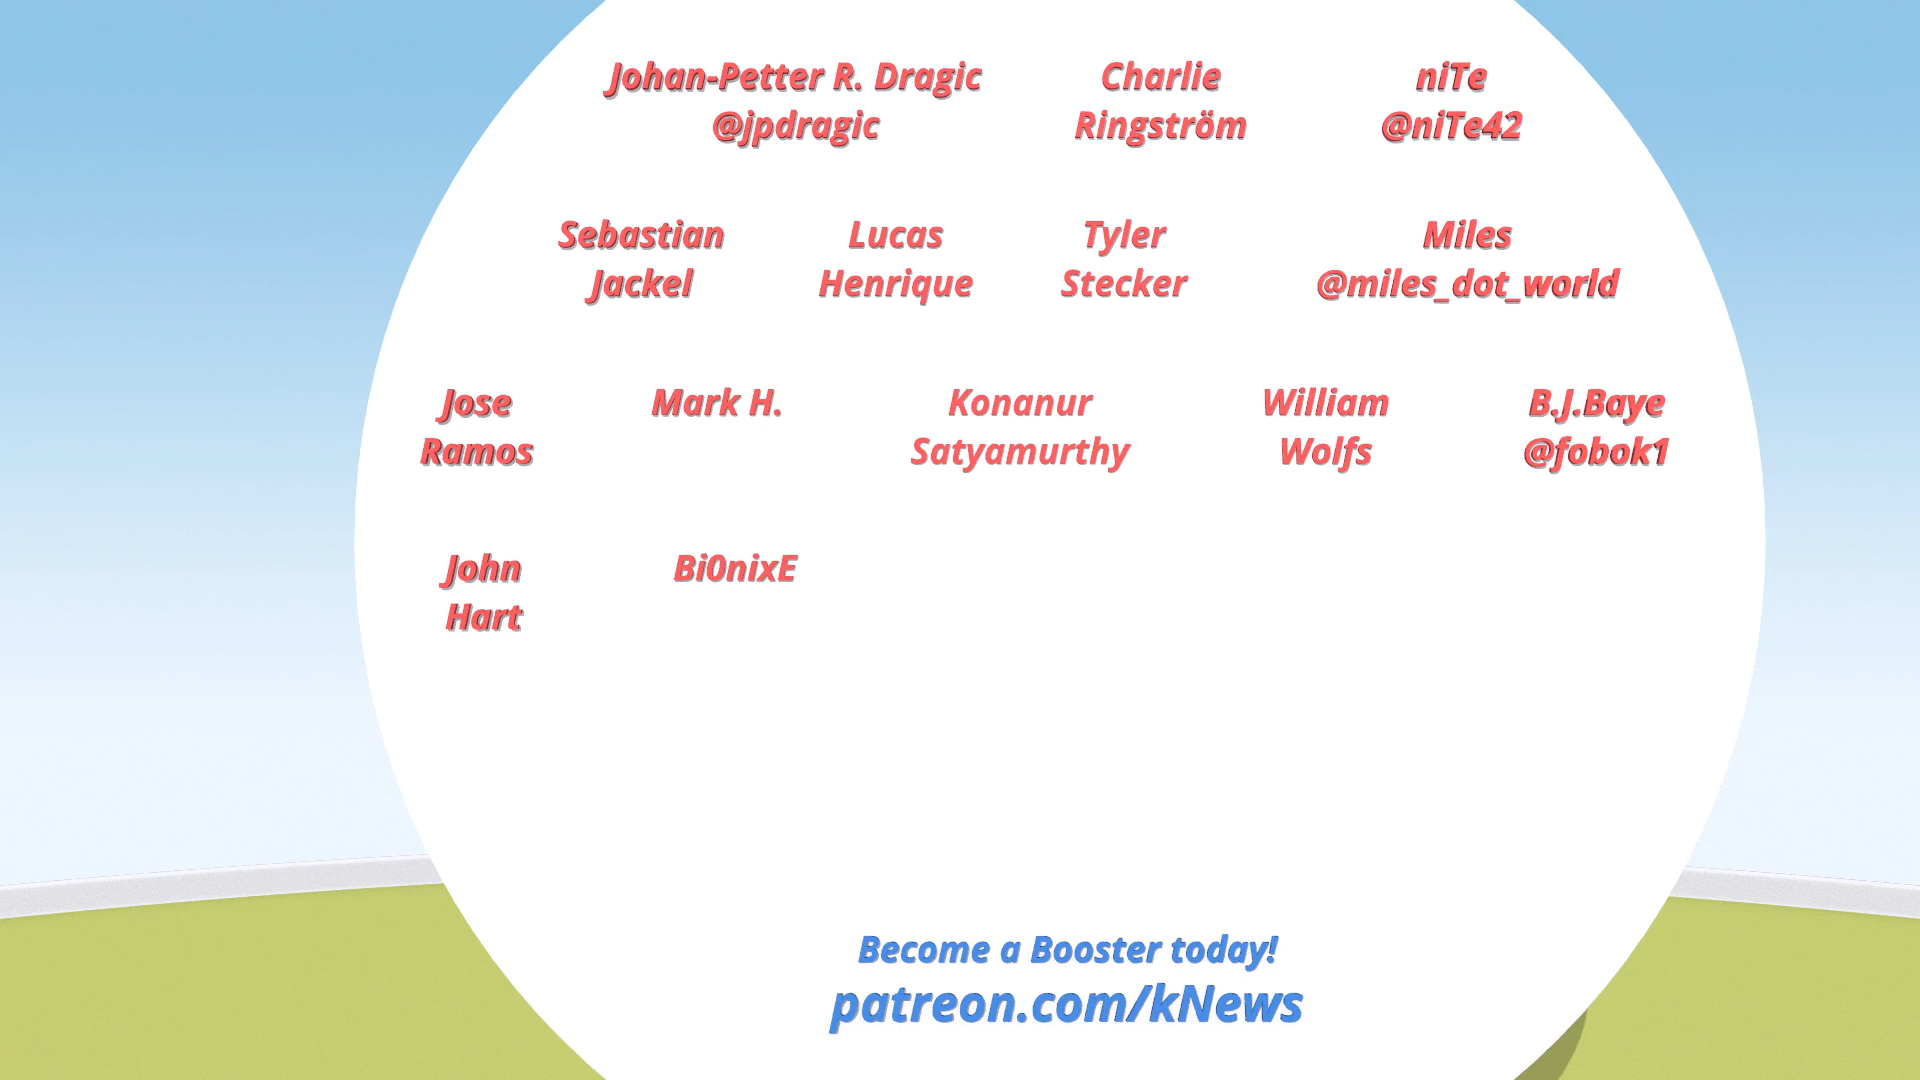 Johan-Petter R. Dragic
@jpdragic
Charlie
Ringström
niTe
@niTe42
Sebastian
Jackel
Lucas
Henrique
Tyler
Stecker
Miles
@miles_dot_world
Jose
Ramos
Mark H.
Konanur
Satyamurthy
William
Wolfs
B.J.Baye
@fobok1
John
Hart
Bi0nixE
Become a Booster today!
patreon.com/kNews